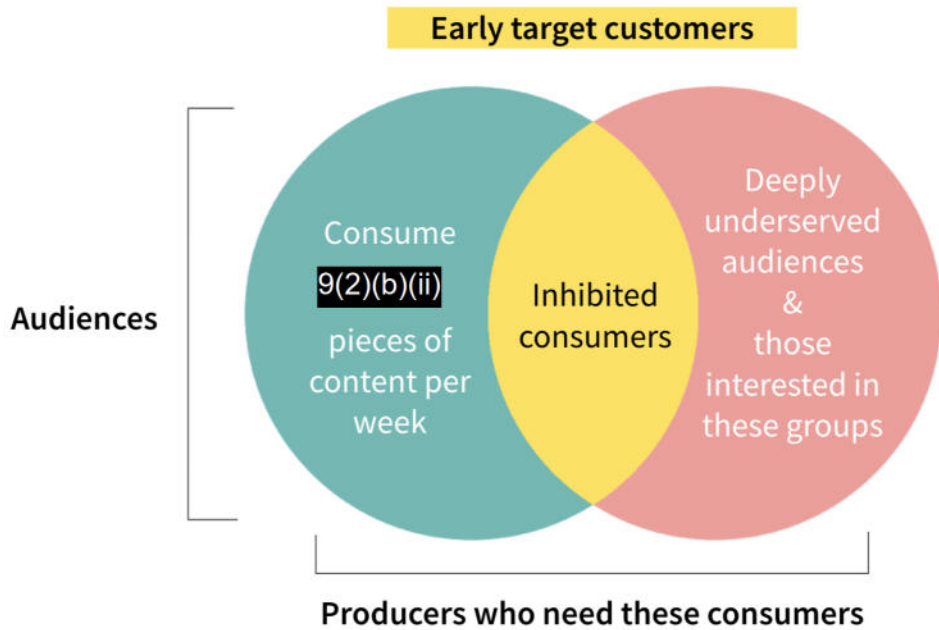 Early target customers
Audiences
Consume
9(2)(b)(ii)
pieces of
content per
week
Inhibited
consumers
Deeply
underserved
audiences
&
those
interested in
these groups
Producers who need these consumers